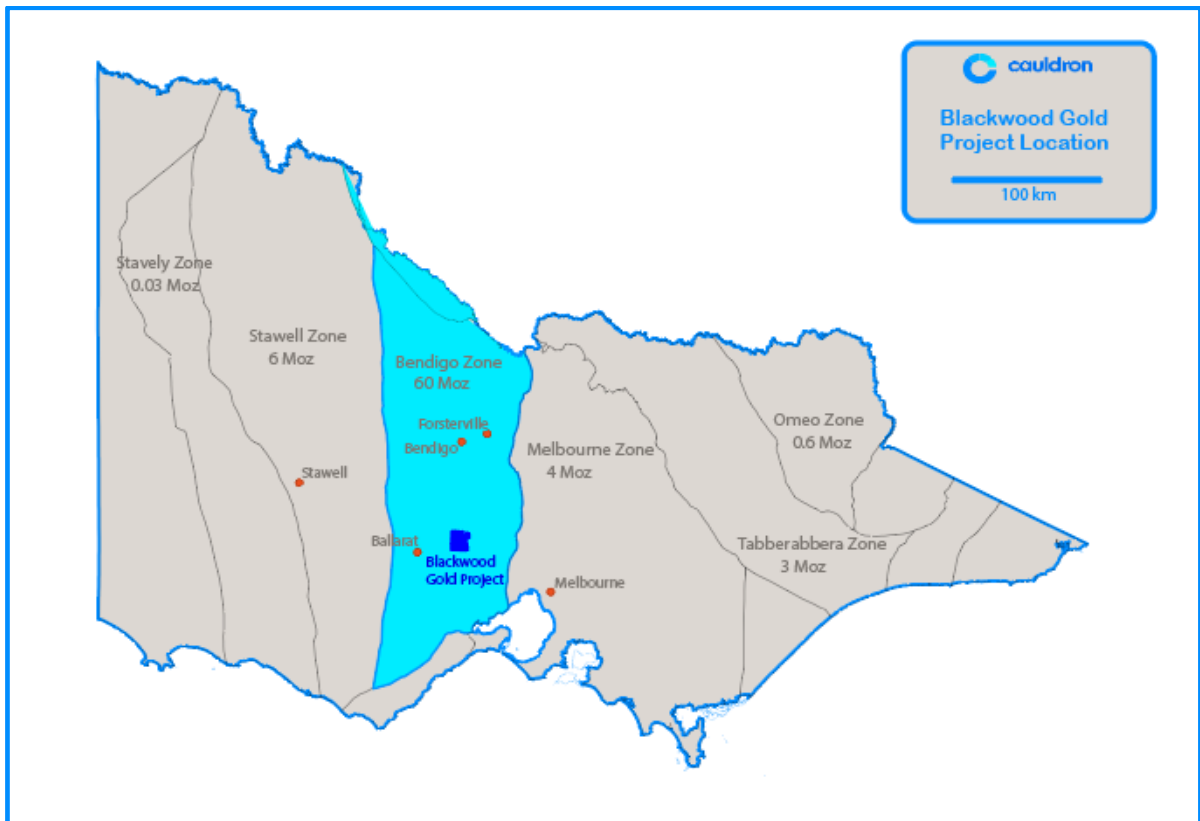 cauldron
Blackwood Gold
Project Location
100 km
Stavely Zone
0.03 Moz
Stawell Zone
6 Moz
Bendigo Zone
60 Moz
Forsterville
Bendigo
Stawell
Ballarat
Blackwood
Gold Project
Melbourne Zone
4 Moz
Melbourne
Omeo Zone
0.6 Moz
Tabberabbera Zone
3 Moz